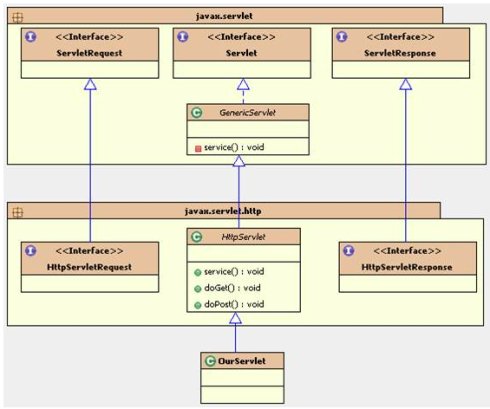 javax.servlet
<<Interface>>
ServletRequest
<<Interface>>
Servlet
<<Interface>>
ServletResponse
GenericServlet
service() : void
javax.servlet.http
<<Interface>>
HttpServletRequest
HttpServlet
service() : void
doGet() : void
doPost() : void
<<Interface>>
HttpServletResponse
OurServlet